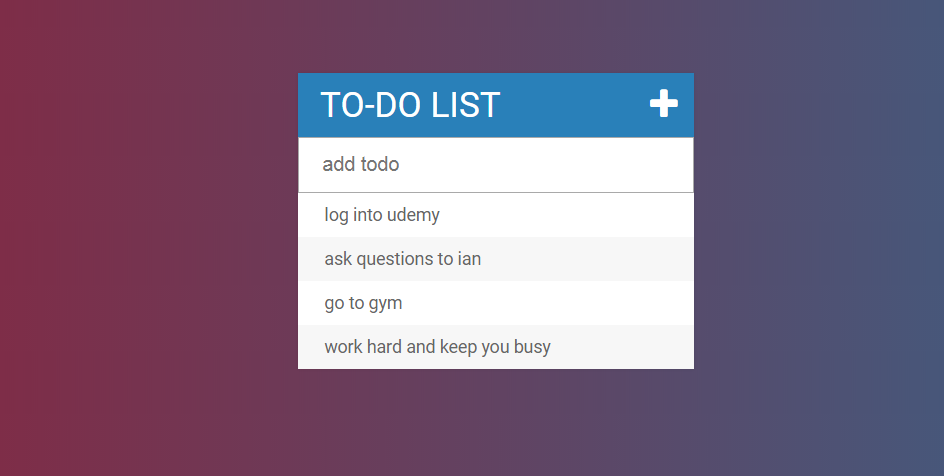 TO-DO LIST
add todo
log into udemy
ask questions to ian
go to gym
work hard and keep you busy